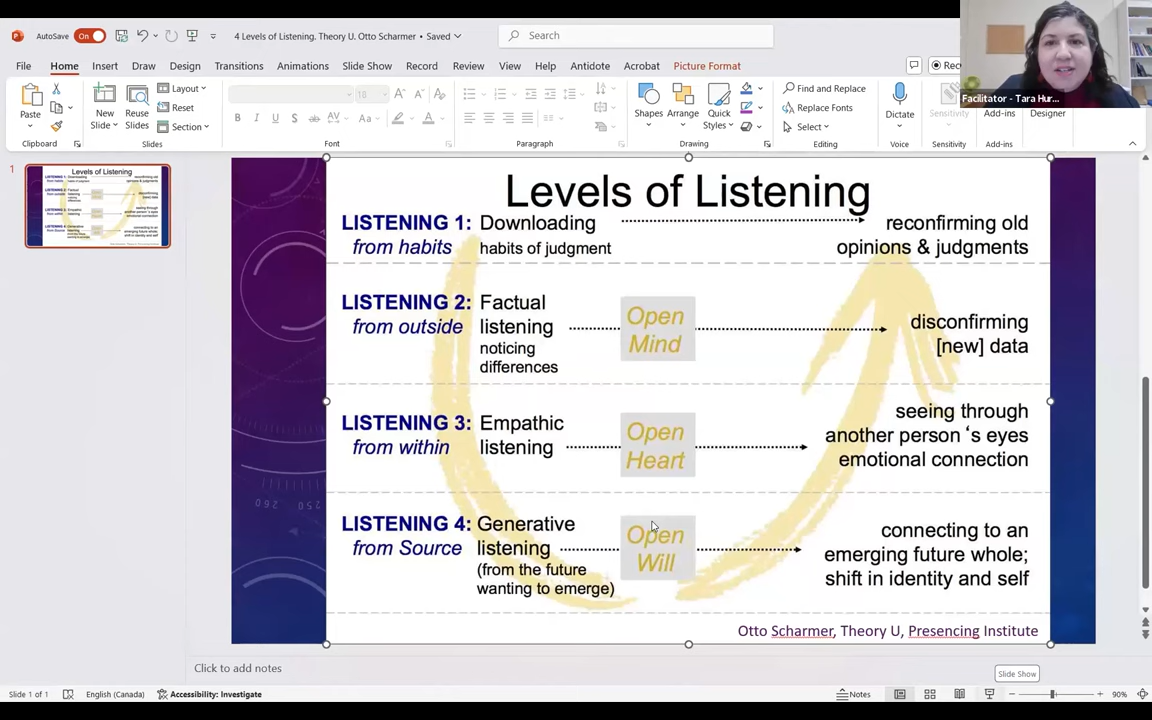 AutoSave On 4 Levels of Listening. Theory U. Otto Scharmer • Saved Search
File Home Insert Draw Design Transitions Animations Slide Show Record Review View Help Antidote Acrobat Picture Format
Facilitator - Tara Hur...
Paste
New Slide
Reuse Slides
Layout
Reset
Section
18
Shapes
Arrange
Quick Styles
Find and Replace
Replace Fonts
Select
Dictate
Sensitivity
Add-ins
Designer
Clipboard Slides Font Paragraph Drawing Editing Voice Sensitivity Add-ins
1
Levels of Listening
LISTENING 1: Downloading reconfirming old
from habits habits of judgment opinions & judgments
LISTENING 2: Factual
from outside listening
noticing
differences
Open
Mind
disconfirming
[new] data
LISTENING 3: Empathic
from within listening
Open
Heart
seeing through
another person's eyes
emotional connection
LISTENING 4: Generative
from Source listening
(from the future
wanting to emerge)
Open
Will
connecting to an
emerging future whole;
shift in identity and self
Otto Scharmer, Theory U, Presencing Institute
Click to add notes
Slide Show
Slide 1 of 1 English (Canada) Accessibility: Investigate Notes 90%